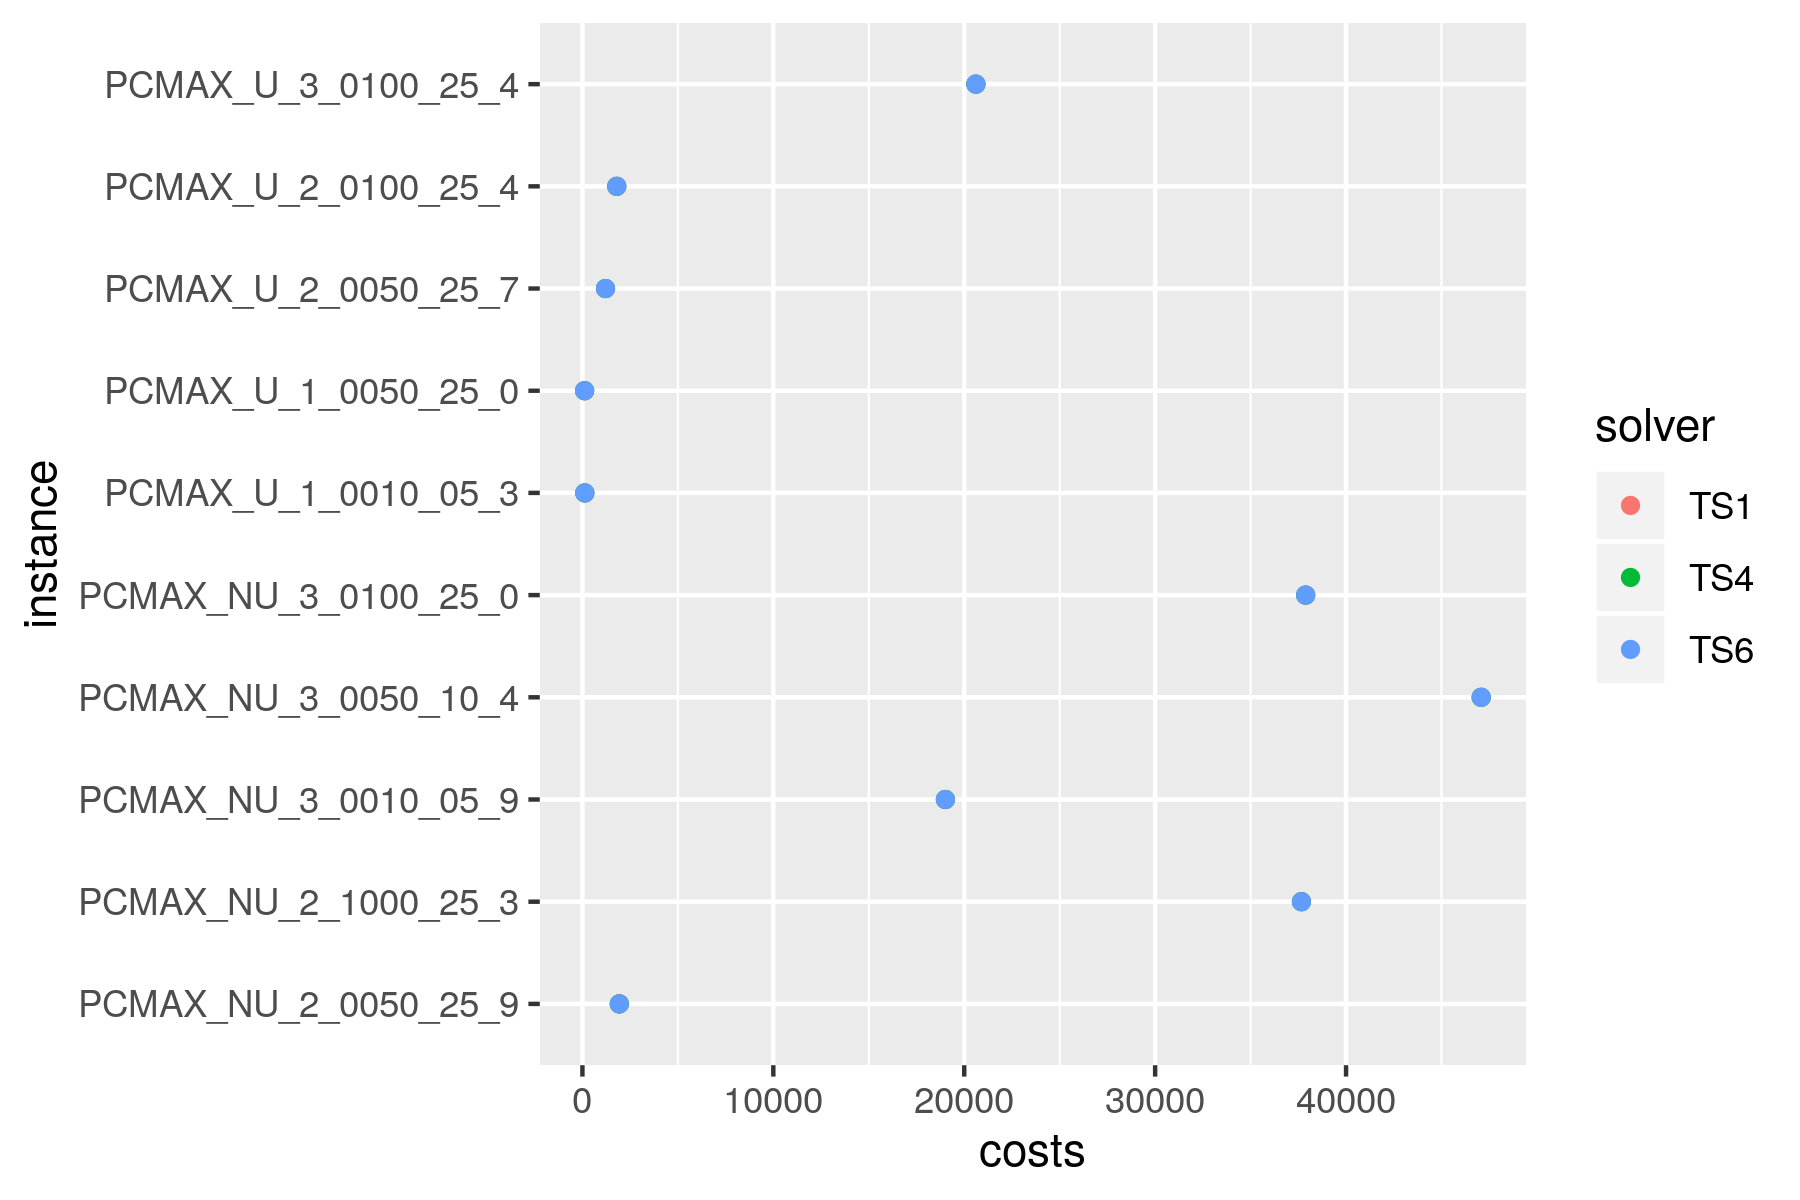 PCMAX_U_3_0100_25_4
PCMAX_U_2_0100_25_4
PCMAX_U_2_0050_25_7
PCMAX_U_1_0050_25_0
PCMAX_U_1_0010_05_3
PCMAX_NU_3_0100_25_0
PCMAX_NU_3_0050_10_4
PCMAX_NU_3_0010_05_9
PCMAX_NU_2_1000_25_3
PCMAX_NU_2_0050_25_9
instance
0 10000 20000 30000 40000
costs
solver
TS1
TS4
TS6